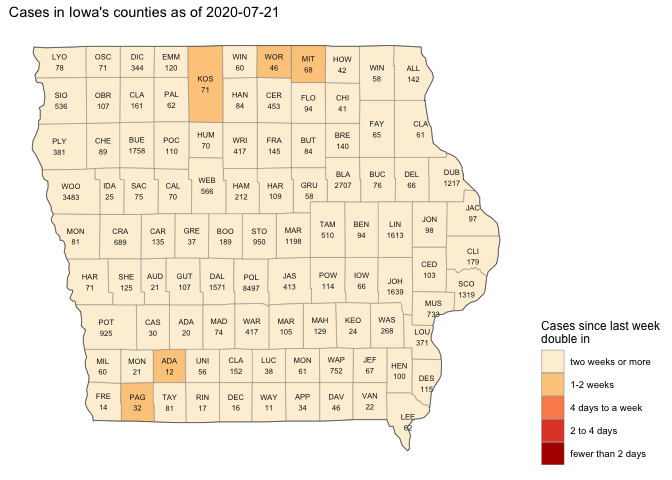 Cases in Iowa's counties as of 2020-07-21
LYO
78
OSC
71
DIC
344
EMM
120
KOS
71
WIN
60
WOR
46
MIT
68
HOW
42
WIN
58
ALL
142
SIO
536
OBR
107
CLA
161
PAL
62
HAN
84
CER
453
FLO
94
CHI
41
FAY
65
CLA
61
PLY
381
CHE
89
BUE
1758
POC
110
HUM
70
WRI
417
FRA
145
BUT
84
BRE
140
WOO
3483
IDA
25
SAC
75
CAL
70
WEB
566
HAM
212
HAR
109
GRU
58
BLA
2707
BUC
76
DEL
66
DUB
1217
MON
81
CRA
689
CAR
135
GRE
37
BOO
189
STO
950
MAR
1198
TAM
510
BEN
94
LIN
1613
JON
98
JAC
97
CLI
179
HAR
71
SHE
125
AUD
21
GUT
107
DAL
1571
POL
8497
JAS
413
POW
114
IOW
66
JOH
1639
CED
103
SCO
1319
MUS
733
POT
925
CAS
30
ADA
20
MAD
74
WAR
417
MAR
105
MAH
129
KEO
24
WAS
268
LOU
371
MIL
60
MON
21
ADA
12
UNI
56
CLA
152
LUC
38
MON
61
WAP
752
JEF
67
HEN
100
DES
115
FRE
14
PAG
32
TAY
81
RIN
17
DEC
16
WAY
11
APP
34
DAV
46
VAN
22
LEE
62
Cases since last week
double in
two weeks or more
1-2 weeks
4 days to a week
2 to 4 days
fewer than 2 days